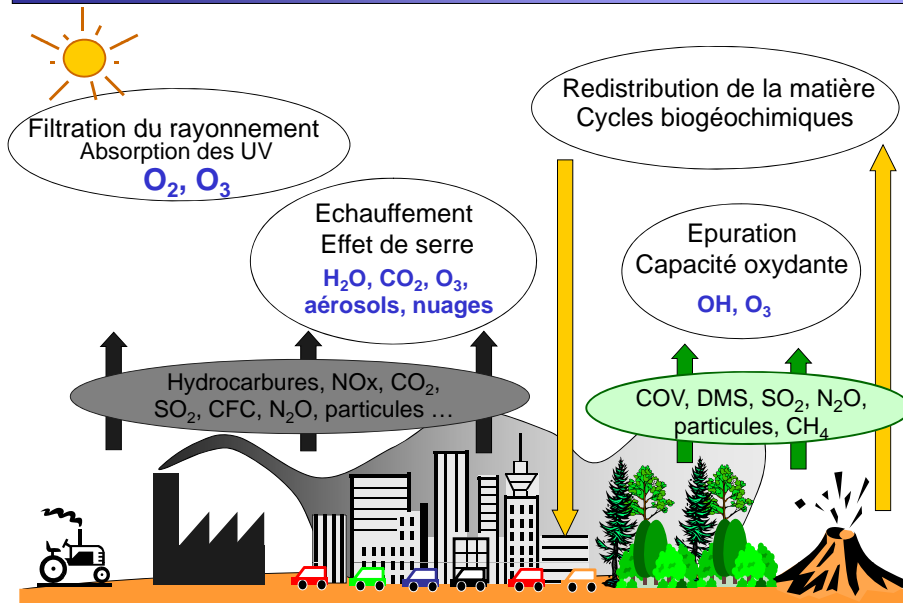 Filtration du rayonnement
Absorption des UV
O₂, O₃
Redistribution de la matière
Cycles biogéochimiques
Echauffement
Effet de serre
H₂O, CO₂, O₃,
aérosols, nuages
Epuration
Capacité oxydante
OH, O₃
Hydrocarbures, NOx, CO₂,
SO₂, CFC, N₂O, particules …
COV, DMS, SO₂, N₂O,
particules, CH₄